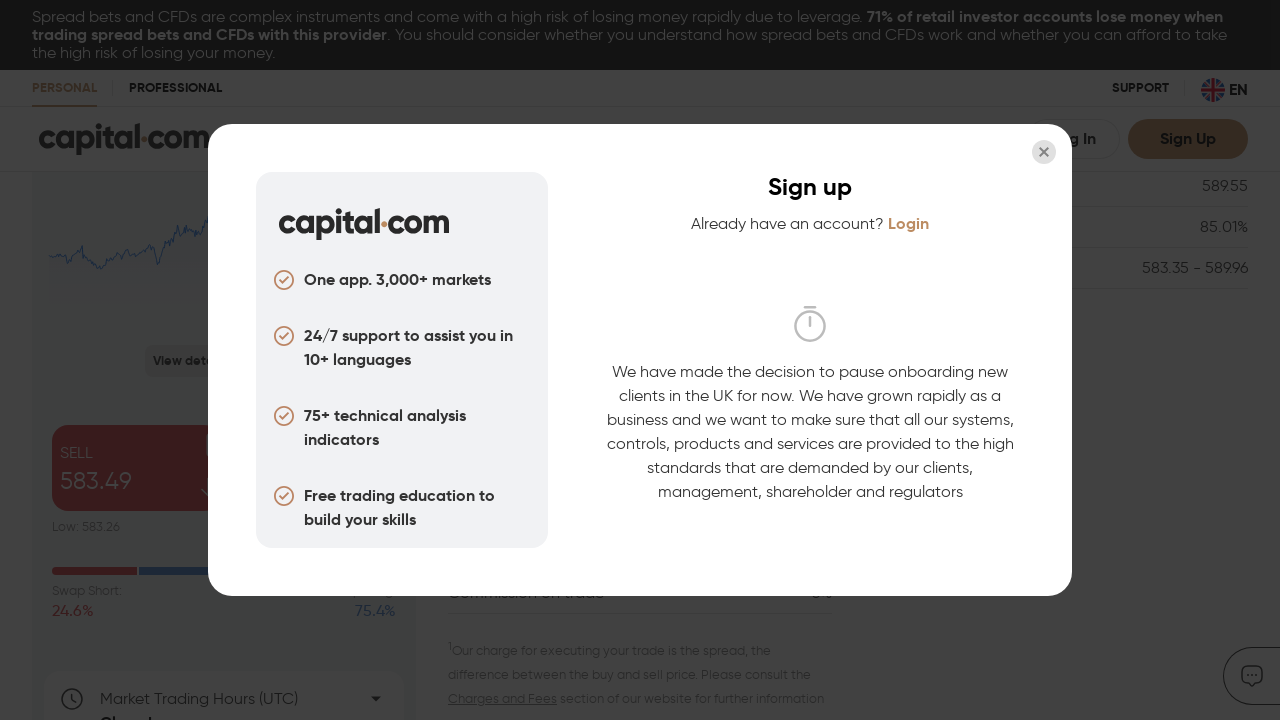 Spread bets and CFDs are complex instruments and come with a high risk of losing money rapidly due to leverage. 71% of retail investor accounts lose money when
trading spread bets and CFDs with this provider. You should consider whether you understand how spread bets and CFDs work and whether you can afford to take
the high risk of losing your money.
PERSONAL
PROFESSIONAL
SUPPORT
EN
capital.com
g In
Sign Up
589.55
85.01%
583.35 - 589.96
View det
SELL
583.49
Low: 583.26
Swap Short:
24.6%
75.4%
Market Trading Hours (UTC)
capital.com
One app. 3,000+ markets
24/7 support to assist you in
10+ languages
75+ technical analysis
indicators
Free trading education to
build your skills
Sign up
Already have an account? Login
We have made the decision to pause onboarding new
clients in the UK for now. We have grown rapidly as a
business and we want to make sure that all our systems,
controls, products and services are provided to the high
standards that are demanded by our clients,
management, shareholder and regulators
Commission on trade
1Our charge for executing your trade is the spread, the
difference between the buy and sell price. Please consult the
Charges and Fees section of our website for further information